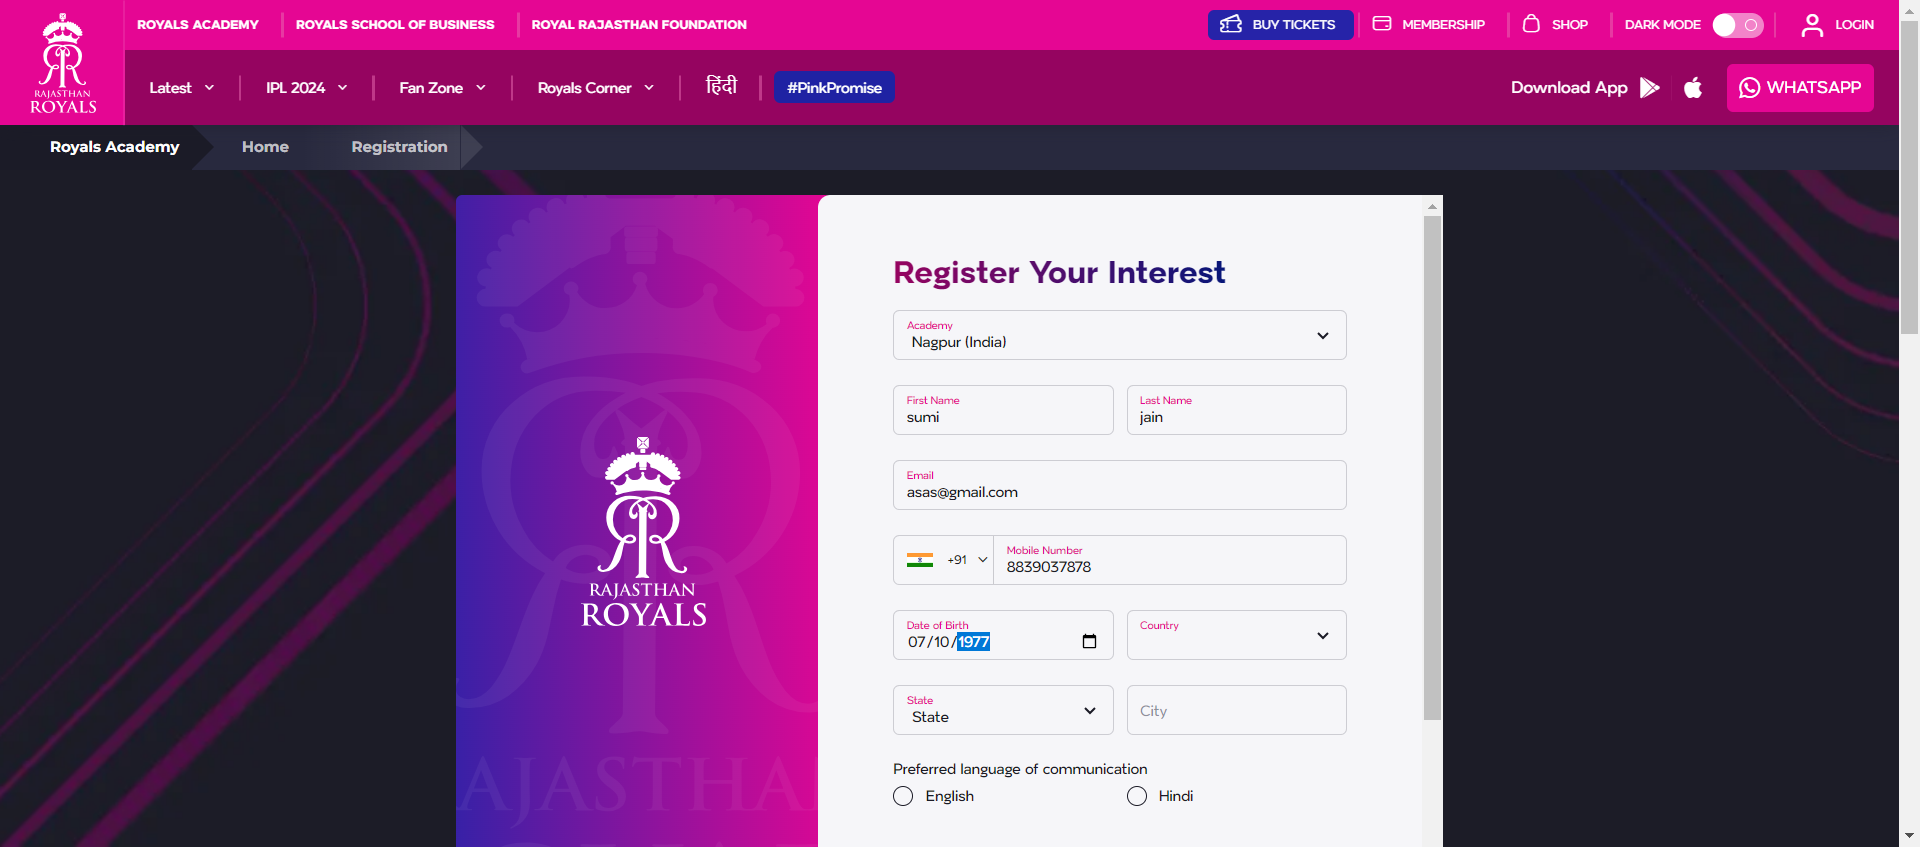 ROYALS ACADEMY
ROYALS SCHOOL OF BUSINESS
ROYAL RAJASTHAN FOUNDATION
BUY TICKETS
MEMBERSHIP
SHOP
DARK MODE
LOGIN
RAJASTHAN
ROYALS
Latest
IPL 2024
Fan Zone
Royals Corner
हिंदी
#PinkPromise
Download App
WHATSAPP
Royals Academy
Home
Registration
RAJASTHAN
ROYALS
AJASTHA
Register Your Interest
Academy
Nagpur (India)
First Name
sumi
Last Name
jain
Email
asas@gmail.com
+91
Mobile Number
8839037878
Date of Birth
07/10/1977
Country
State
State
City
Preferred language of communication
English
Hindi